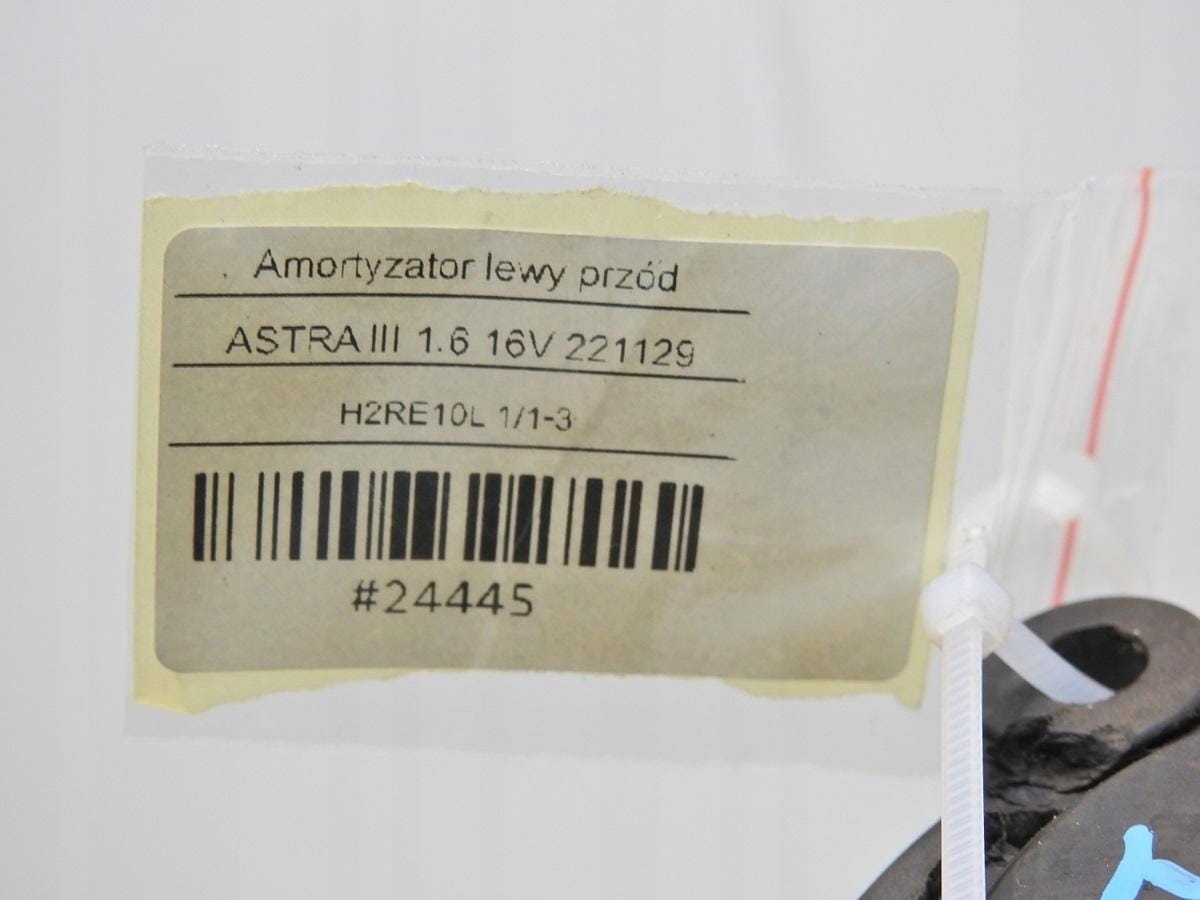 Amortyzator lewy przód
ASTRA III 1.6 16V 221129
H2RE10L 1/1-3
#24445